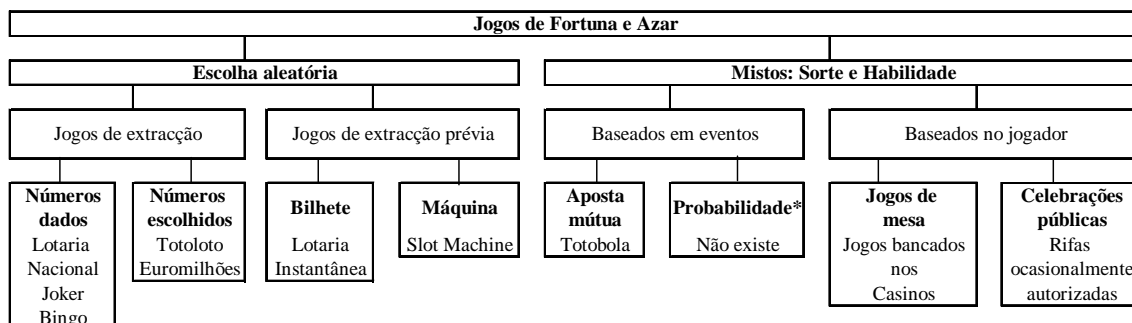 Jogos de Fortuna e Azar
Escolha aleatória
Mistos: Sorte e Habilidade
Jogos de extracção
Jogos de extracção prévia
Baseados em eventos
Baseados no jogador
Números
dados
Lotaria
Nacional
Joker
Bingo
Números
escolhidos
Totoloto
Euromilhões
Bilhete
Lotaria
Instantânea
Máquina
Slot Machine
Aposta
mútua
Totobola
Probabilidade*
Não existe
Jogos de
mesa
Jogos bancados
nos
Casinos
Celebrações
públicas
Rifas
ocasionalmente
autorizadas